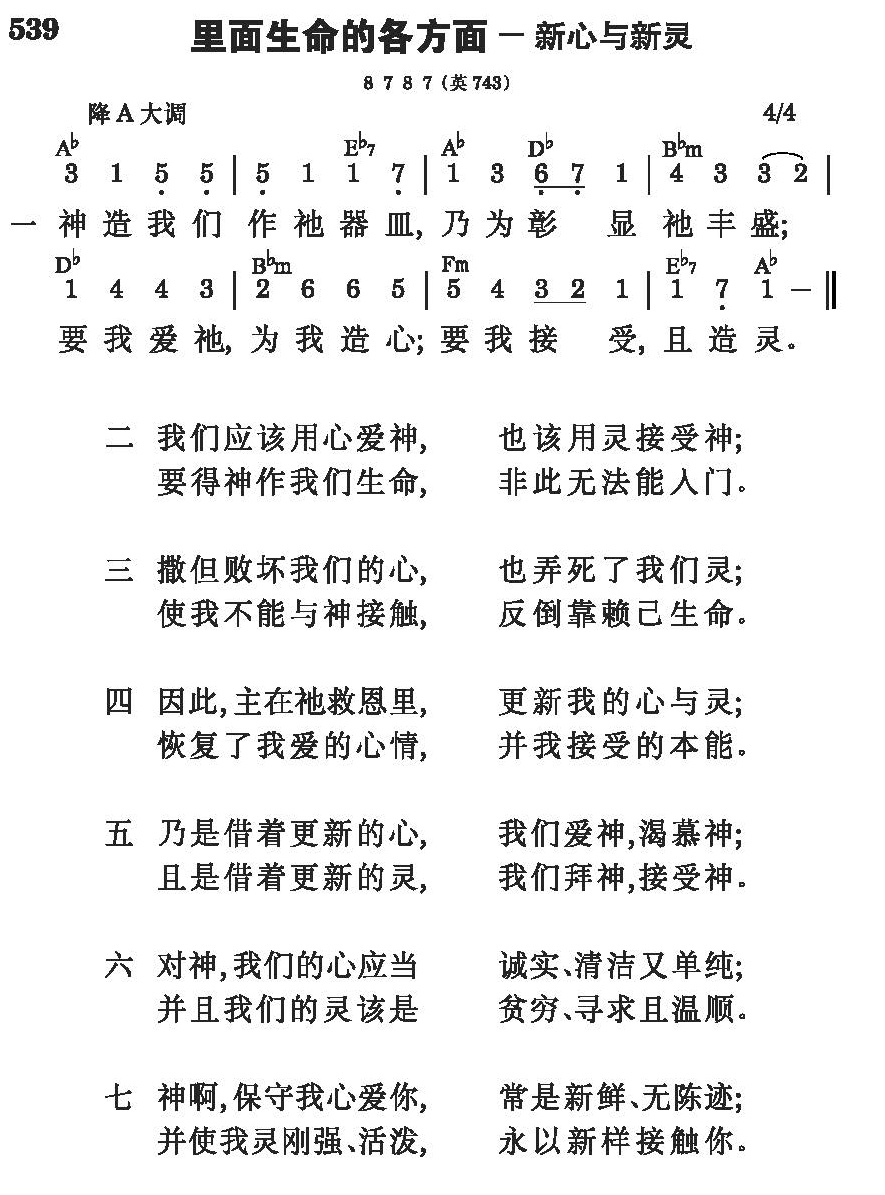 539
里面生命的各方面－新心与新灵
8 7 8 7 (英 743)
降 A 大调 4/4
A♭ E♭7 A♭ D♭ B♭m
3 1 5̣ 5̣ | 5̣ 1 1 7̣ | 1 3 6̣ 7̣ 1 | 4 3 3 2 |
一 神造我们 作祂器皿, 乃为彰 显 祂丰盛;
D♭ B♭m Fm E♭7 A♭
1 4 4 3 | 2 6 6 5 | 5 4 3 2 1 | 1 7̣ 1 － ‖
要我爱祂, 为我造心; 要我接 受, 且造灵。
二 我们应该用心爱神, 也该用灵接受神;
要得神作我们生命, 非此无法能入门。
三 撒但败坏我们的心, 也弄死了我们灵;
使我不能与神接触, 反倒靠赖己生命。
四 因此,主在祂救恩里, 更新我的心与灵;
恢复了我爱的心情, 并我接受的本能。
五 乃是借着更新的心, 我们爱神,渴慕神;
且是借着更新的灵, 我们拜神,接受神。
六 对神,我们的心应当 诚实、清洁又单纯;
并且我们的灵该是 贫穷、寻求且温顺。
七 神啊,保守我心爱你, 常是新鲜、无陈迹;
并使我灵刚强、活泼, 永以新样接触你。